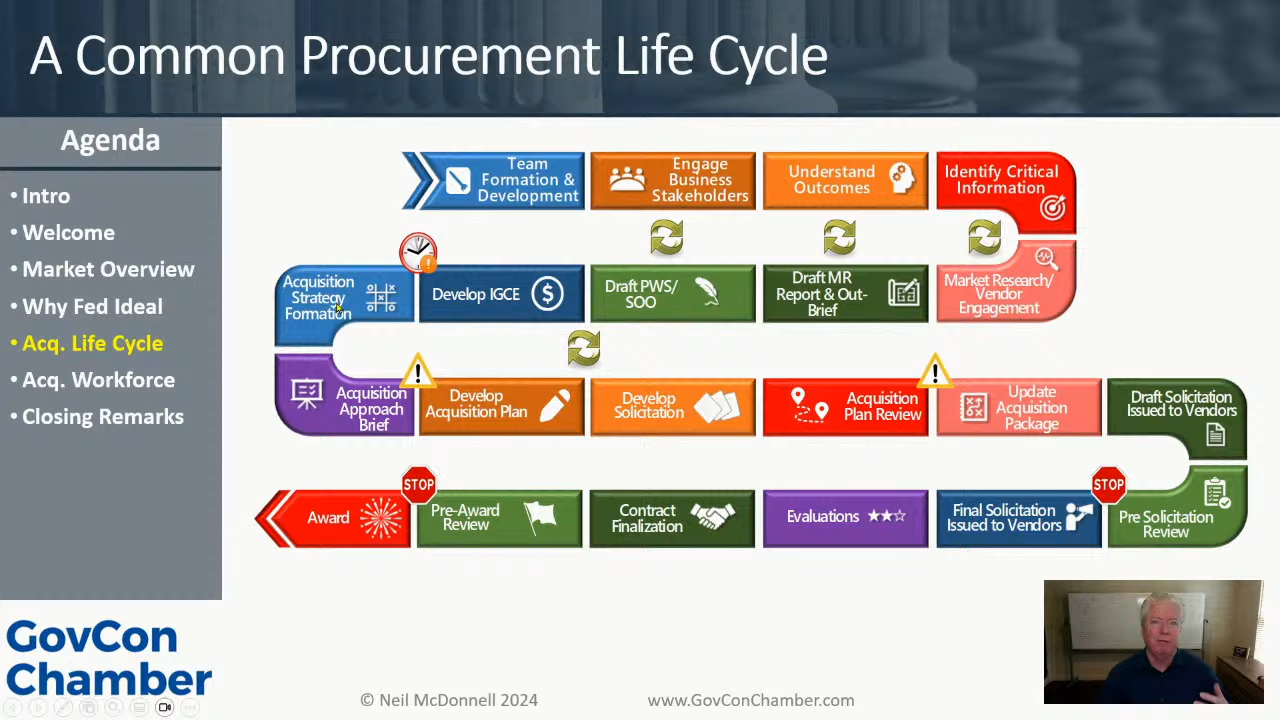 A Common Procurement Life Cycle
Agenda
• Intro
• Welcome
• Market Overview
• Why Fed Ideal
• Acq. Life Cycle
• Acq. Workforce
• Closing Remarks
Team
Formation &
Development
Engage
Business
Stakeholders
Understand
Outcomes
Identify Critical
Information
Market Research/
Vendor
Engagement
Draft MR
Report & Out-
Brief
Draft PWS/
SOO
$
Develop IGCE
!
Acquisition
Strategy
Formation
Acquisition
Approach
Brief
!
Develop
Acquisition Plan
Develop
Solicitation
Acquisition
Plan Review
!
Update
Acquisition
Package
Draft Solicitation
Issued to Vendors
Pre Solicitation
Review
STOP
Final Solicitation
Issued to Vendors
Evaluations
Contract
Finalization
Pre-Award
Review
STOP
Award
GovCon
Chamber
© Neil McDonnell 2024
www.GovConChamber.com